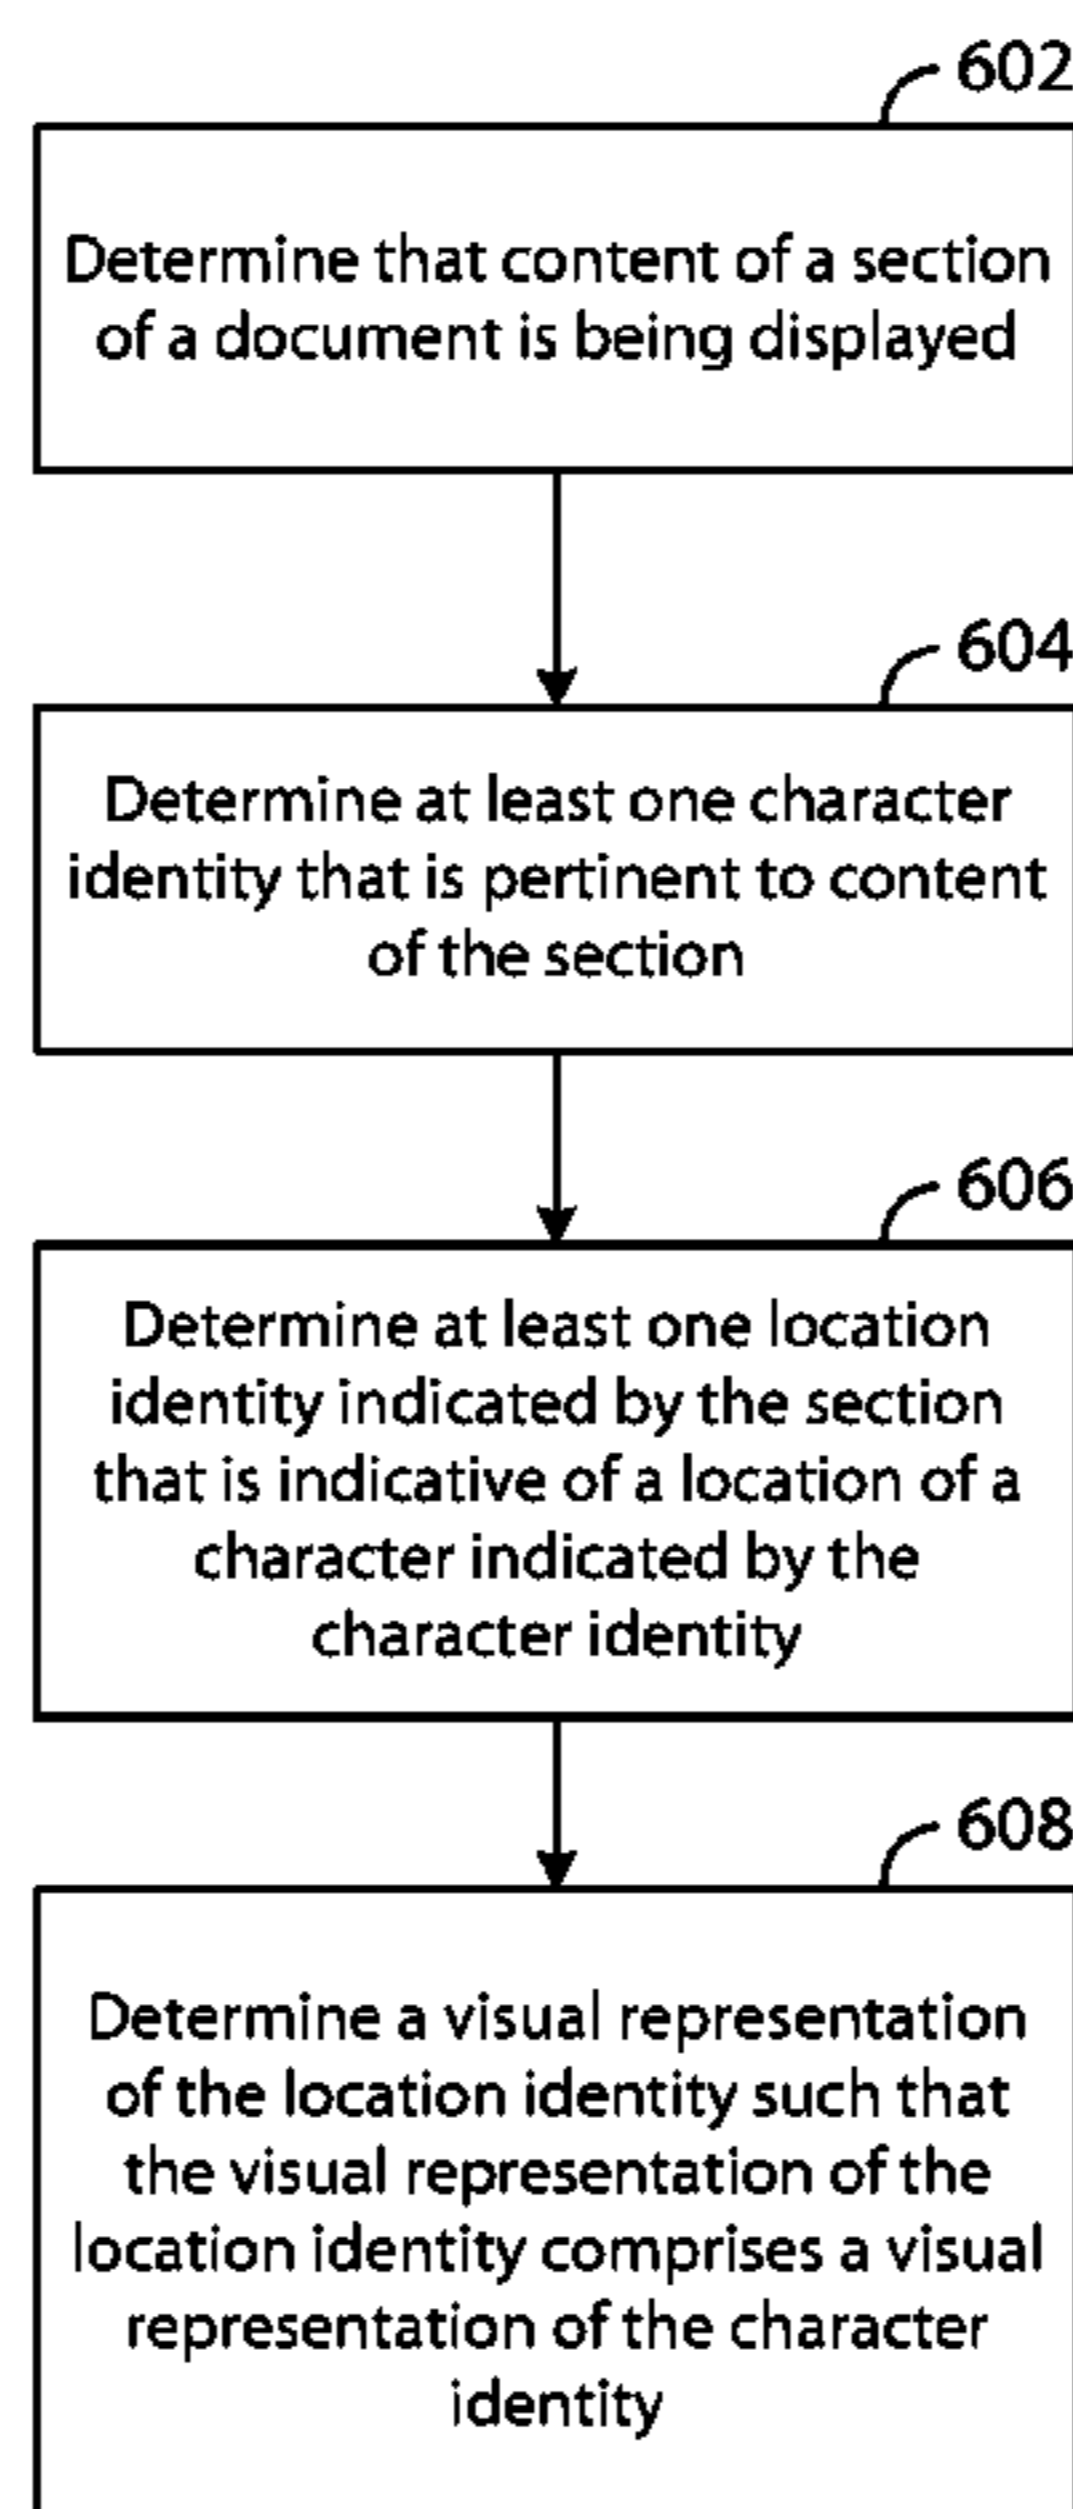 602
Determine that content of a section
of a document is being displayed
604
Determine at least one character
identity that is pertinent to content
of the section
606
Determine at least one location
identity indicated by the section
that is indicative of a location of a
character indicated by the
character identity
608
Determine a visual representation
of the location identity such that
the visual representation of the
location identity comprises a visual
representation of the character
identity